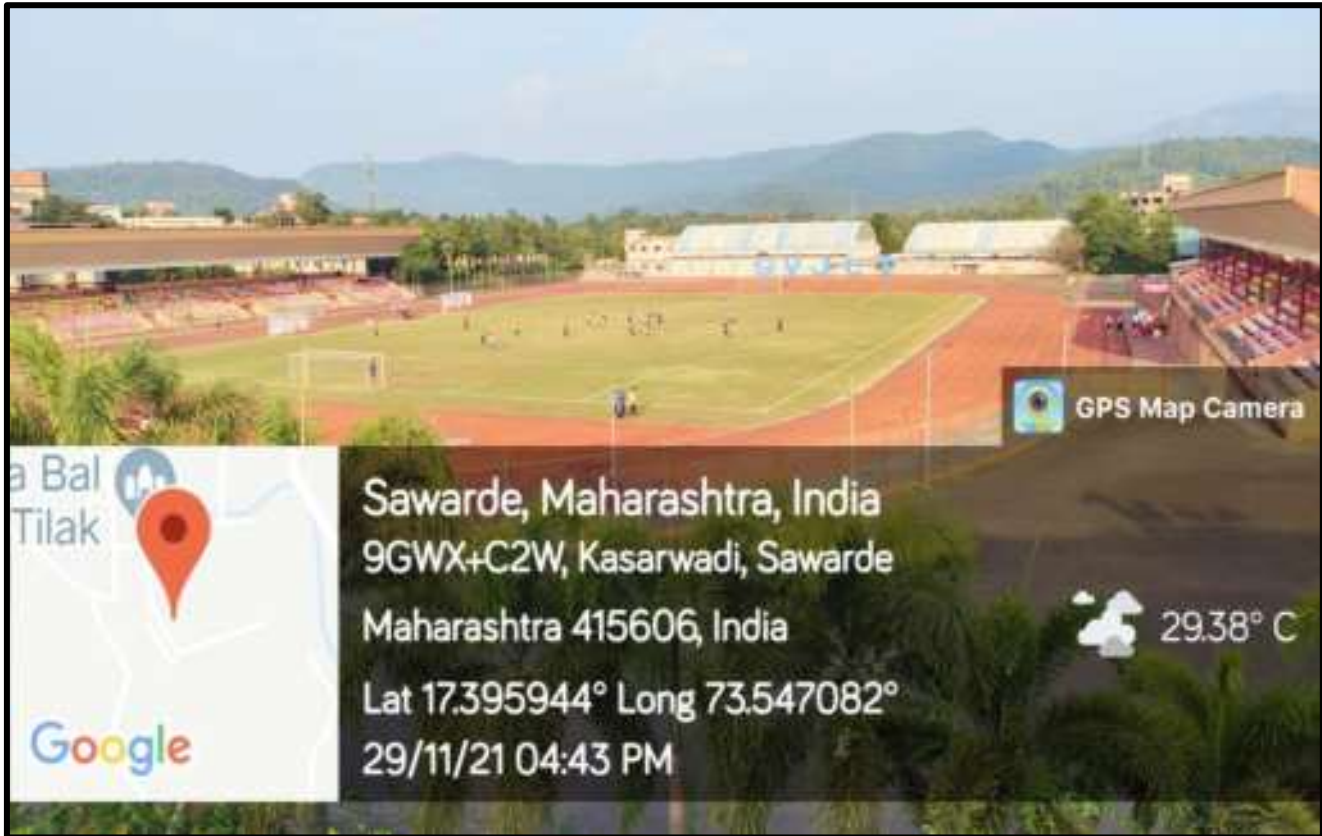 GPS Map Camera
a Bal
Tilak
Google
Sawarde, Maharashtra, India
9GWX+C2W, Kasarwadi, Sawarde
Maharashtra 415606, India
29.38° C
Lat 17.395944° Long 73.547082°
29/11/21 04:43 PM